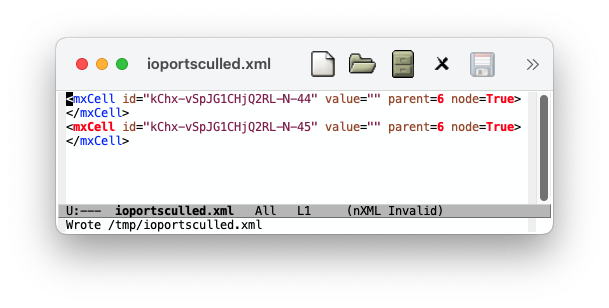 ioportsculled.xml
<mxCell id="kChx-vSpJG1CHjQ2RL-N-44" value="" parent=6 node=True>
</mxCell>
<mxCell id="kChx-vSpJG1CHjQ2RL-N-45" value="" parent=6 node=True>
</mxCell>
U:---  ioportsculled.xml   All   L1     (nXML Invalid)
Wrote /tmp/ioportsculled.xml